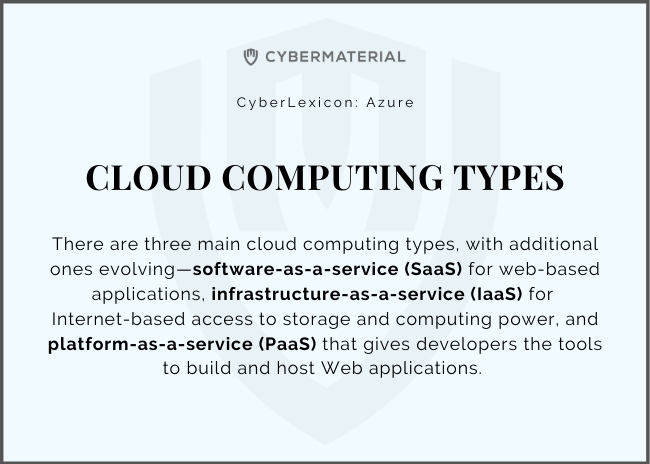 CYBERMATERIAL
CyberLexicon: Azure
CLOUD COMPUTING TYPES
There are three main cloud computing types, with additional
ones evolving—software-as-a-service (SaaS) for web-based
applications, infrastructure-as-a-service (IaaS) for
Internet-based access to storage and computing power, and
platform-as-a-service (PaaS) that gives developers the tools
to build and host Web applications.